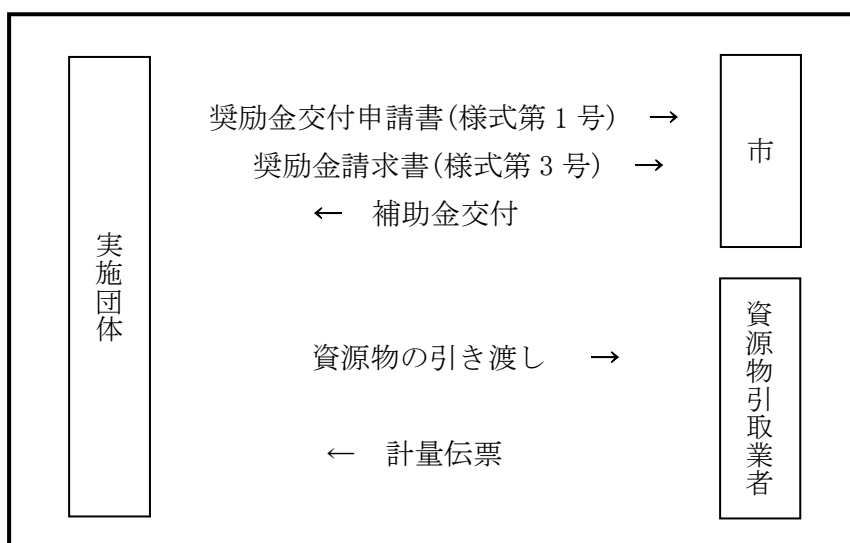 実施団体
奨励金交付申請書(様式第1号) →
奨励金請求書(様式第3号) →
← 補助金交付
市
資源物の引き渡し →
← 計量伝票
資源物引取業者